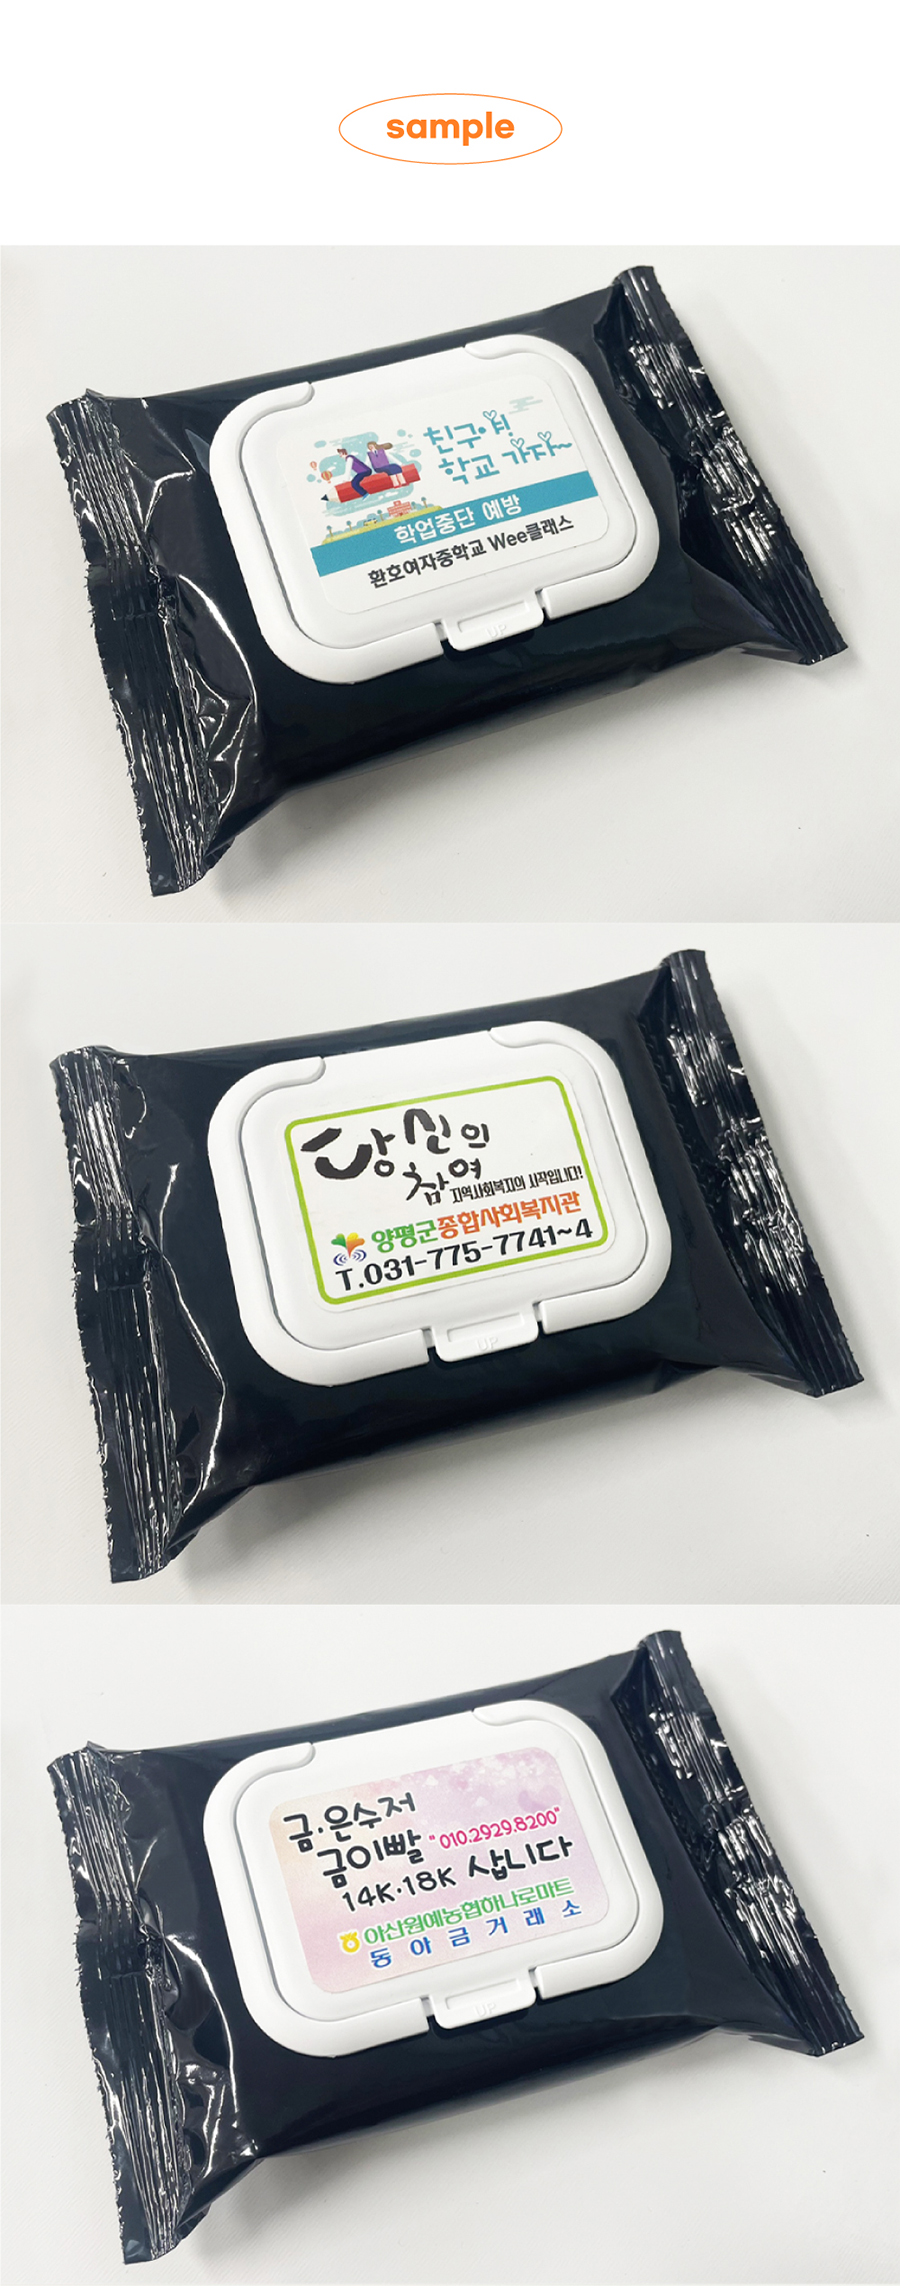 sample
친구야
학교 가자~
학업중단 예방
환호여자중학교 Wee클래스
UP
당신의
참여 지역사회복지의 시작입니다!
양평군종합사회복지관
T.031-775-7741~4
UP
금·은수저
금이빨 "010.2929.8200"
14K·18K 삽니다
아산원예농협하나로마트
동아금거래소
UP